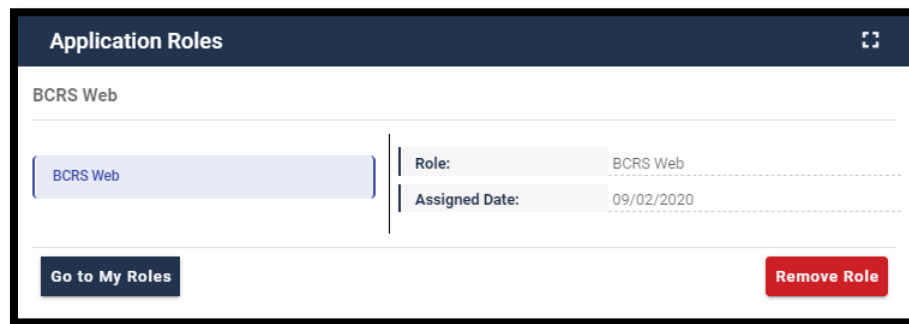 Application Roles
BCRS Web
BCRS Web
Role: BCRS Web
Assigned Date: 09/02/2020
Go to My Roles
Remove Role